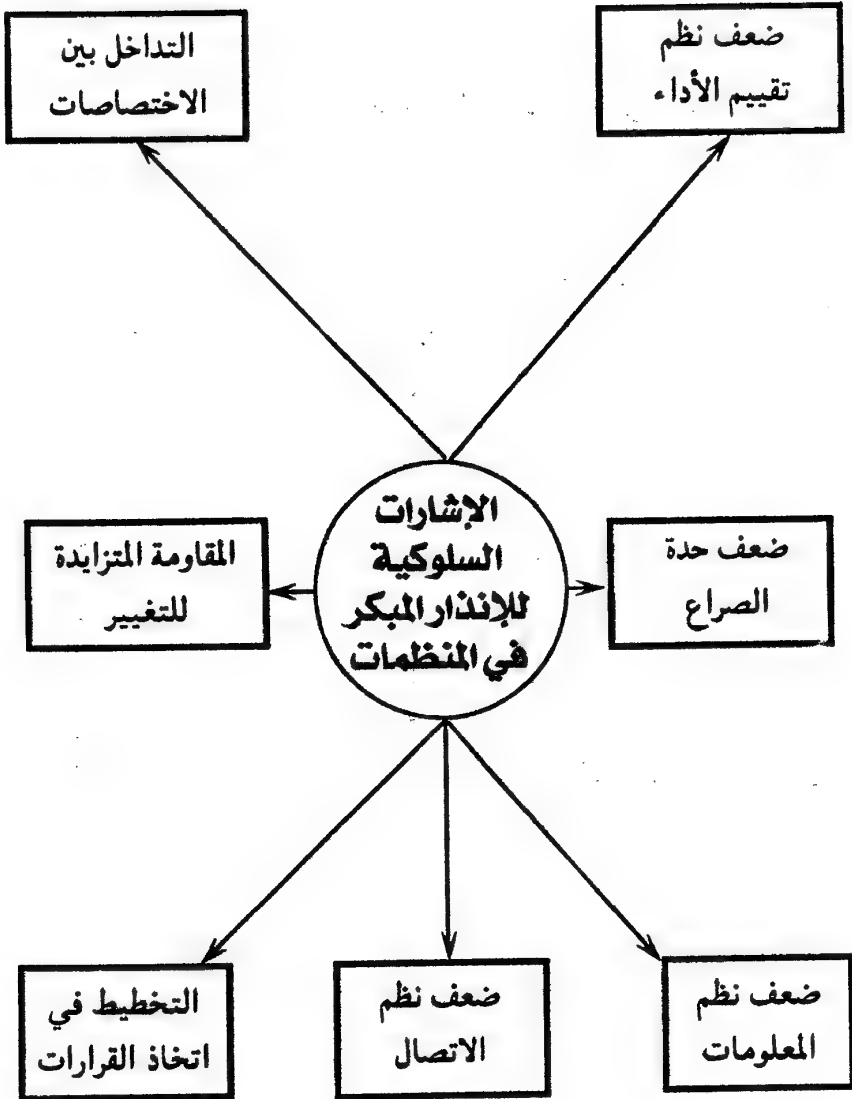 ضعف نظم
تقييم الأداء
التداخل بين
الاختصاصات
الإشارات
السلوكية
للإنذار المبكر
في المنظمات
ضعف حدة
الصراع
المقاومة المتزايدة
للتغيير
ضعف نظم
المعلومات
ضعف نظم
الاتصال
التخطيط في
اتخاذ القرارات